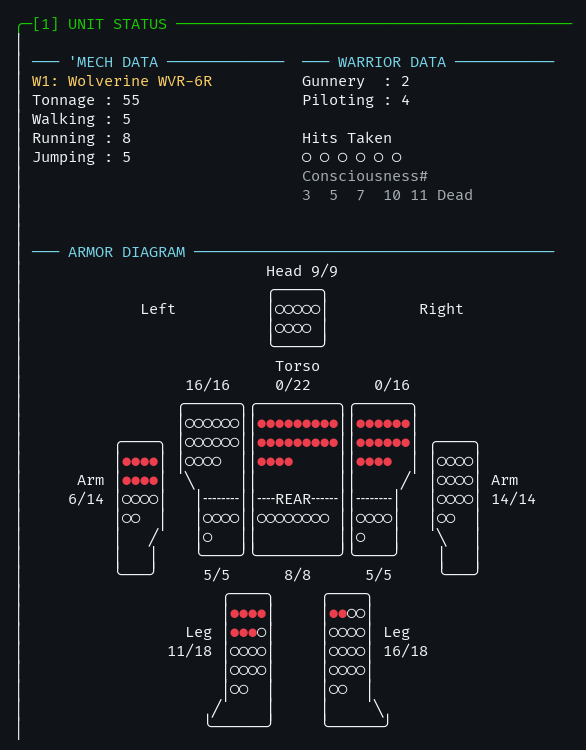 [1] UNIT STATUS
'MECH DATA
WARRIOR DATA
W1: Wolverine WVR-6R
Gunnery  : 2
Tonnage : 55
Piloting : 4
Walking : 5
Running : 8
Hits Taken
Jumping : 5
○ ○ ○ ○ ○ ○
Consciousness#
3  5  7  10 11 Dead
ARMOR DIAGRAM
Head 9/9
Left
Right
Torso
16/16
0/22
0/16
Arm
6/14
Arm
14/14
REAR
5/5
8/8
5/5
Leg
11/18
Leg
16/18